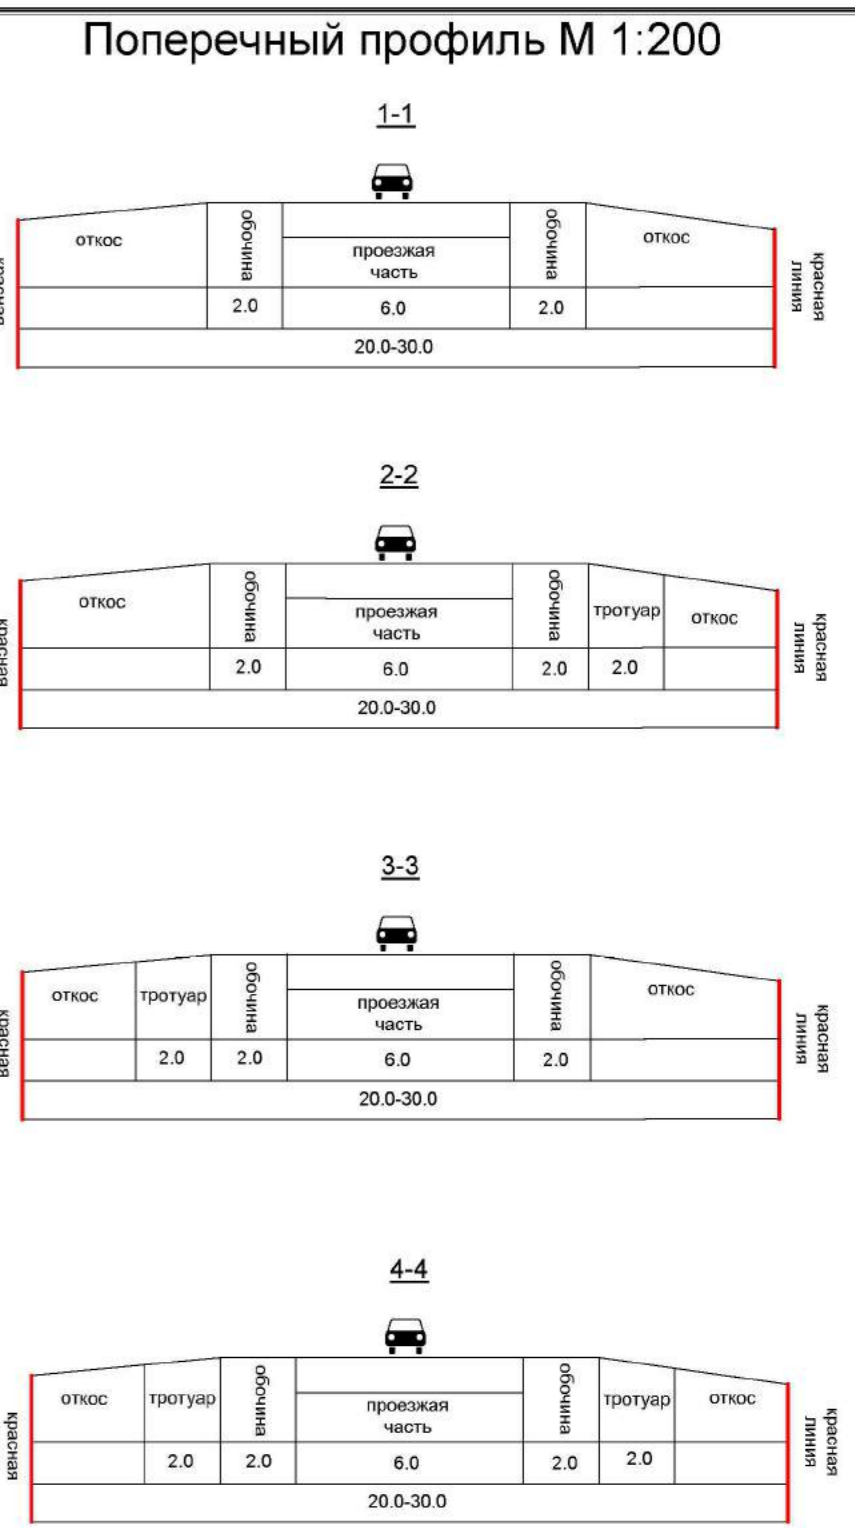 Поперечный профиль М 1:200
1-1
откос
обочина
проезжая
часть
обочина
откос
красная
линия
2.0
6.0
2.0
20.0-30.0
2-2
откос
обочина
проезжая
часть
обочина
тротуар
откос
красная
красная
линия
2.0
6.0
2.0
2.0
20.0-30.0
3-3
откос
тротуар
обочина
проезжая
часть
обочина
откос
красная
красная
линия
2.0
2.0
6.0
2.0
20.0-30.0
4-4
откос
тротуар
обочина
проезжая
часть
обочина
тротуар
откос
красная
красная
линия
2.0
2.0
6.0
2.0
2.0
20.0-30.0